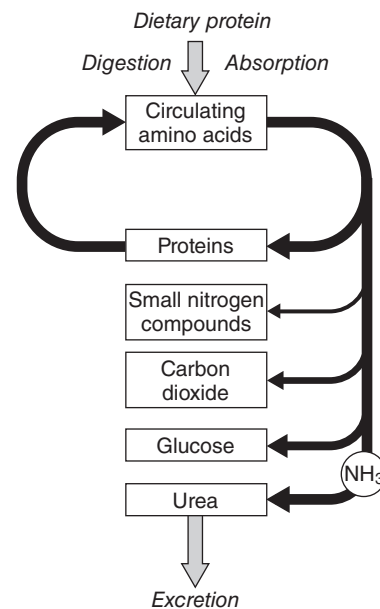 Dietary protein
Digestion Absorption
Circulating
amino acids
Proteins
Small nitrogen
compounds
Carbon
dioxide
Glucose
NH₃
Urea
Excretion